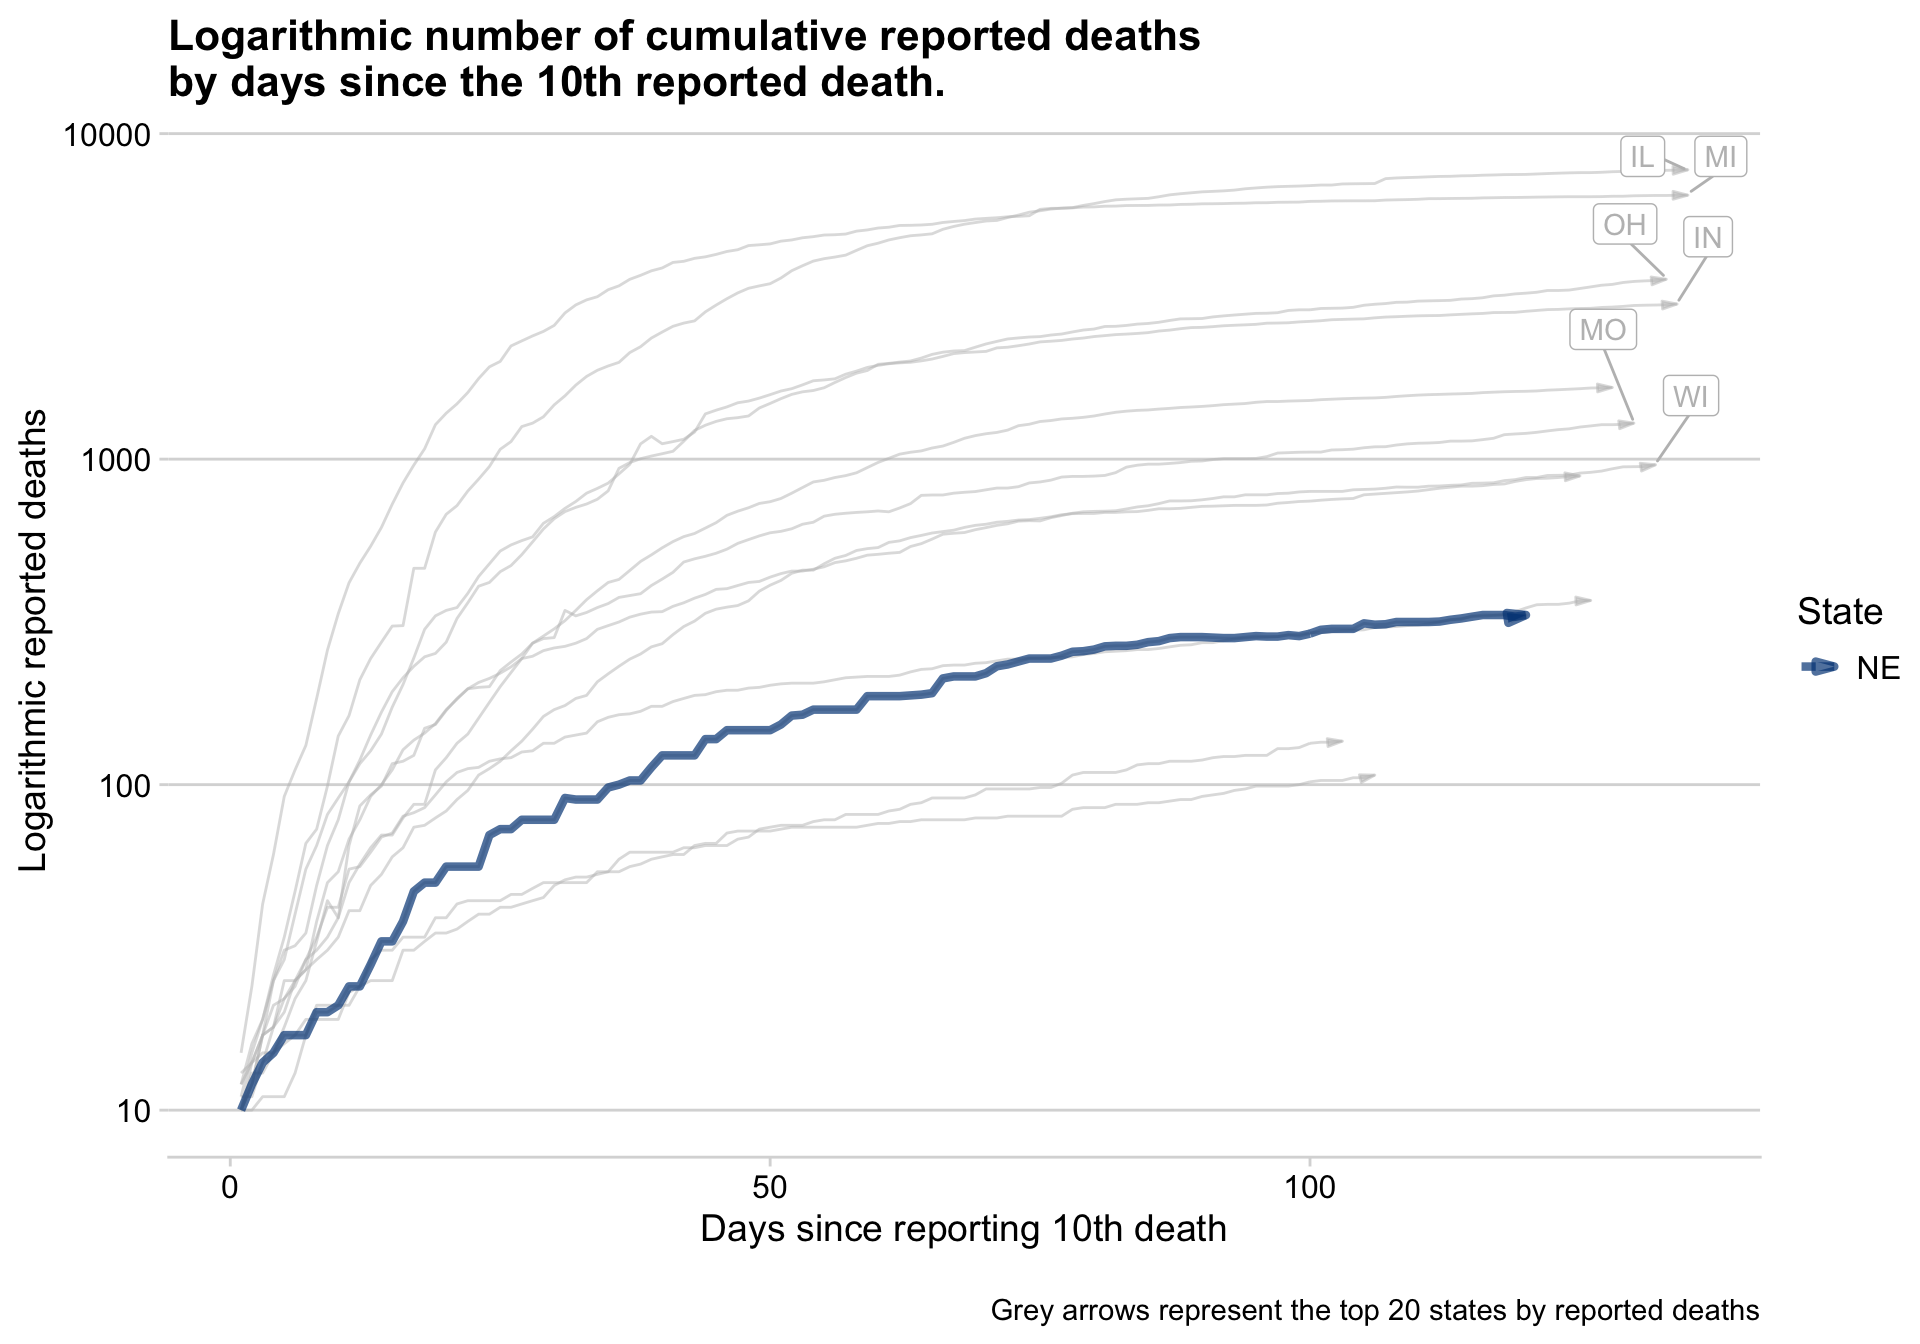 Logarithmic number of cumulative reported deaths
by days since the 10th reported death.
10000
1000
100
10
Logarithmic reported deaths
IL
MI
OH
IN
MO
WI
State
NE
0
50
100
Days since reporting 10th death
Grey arrows represent the top 20 states by reported deaths